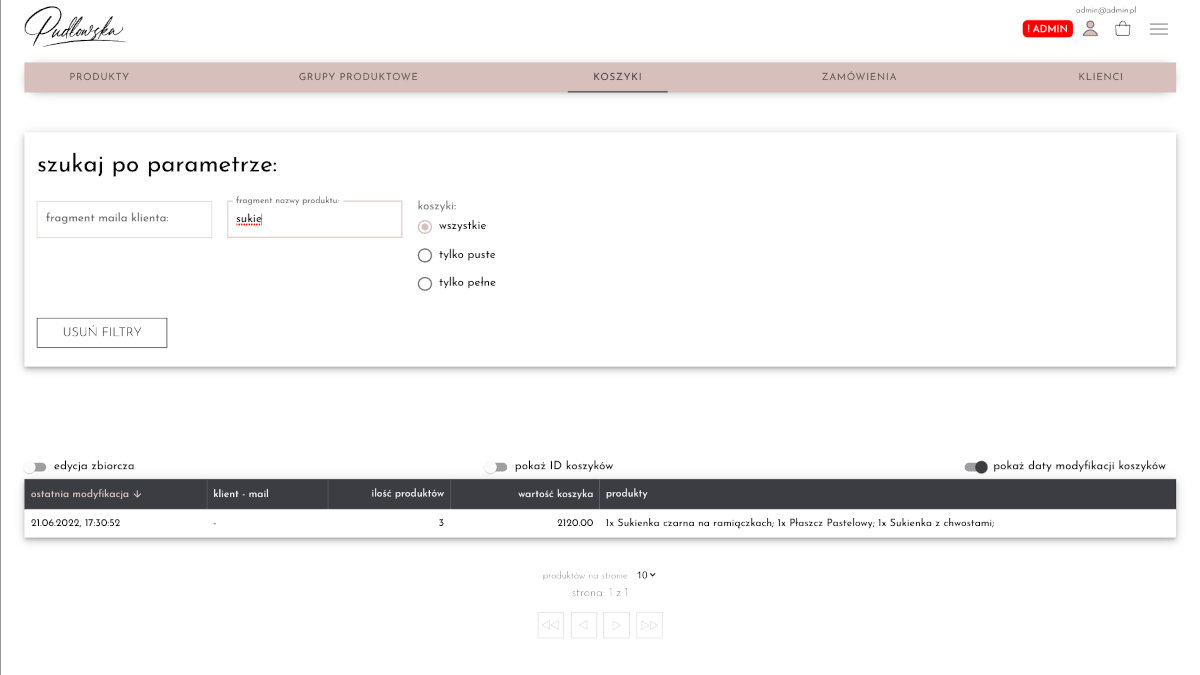 Pudłowska
admin@admin.pl
! ADMIN
PRODUKTY GRUPY PRODUKTOWE KOSZYKI ZAMÓWIENIA KLIENCI
szukaj po parametrze:
fragment maila klienta:
fragment nazwy produktu:
sukie
koszyki:
wszystkie
tylko puste
tylko pełne
USUŃ FILTRY
edycja zbiorcza pokaż ID koszyków pokaż daty modyfikacji koszyków
ostatnia modyfikacja ↓ klient - mail ilość produktów wartość koszyka produkty
21.06.2022, 17:30:52 - 3 2120.00 1x Sukienka czarna na ramiączkach; 1x Płaszcz Pastelowy; 1x Sukienka z chwostami;
produktów na stronie 10
strona: 1 z 1